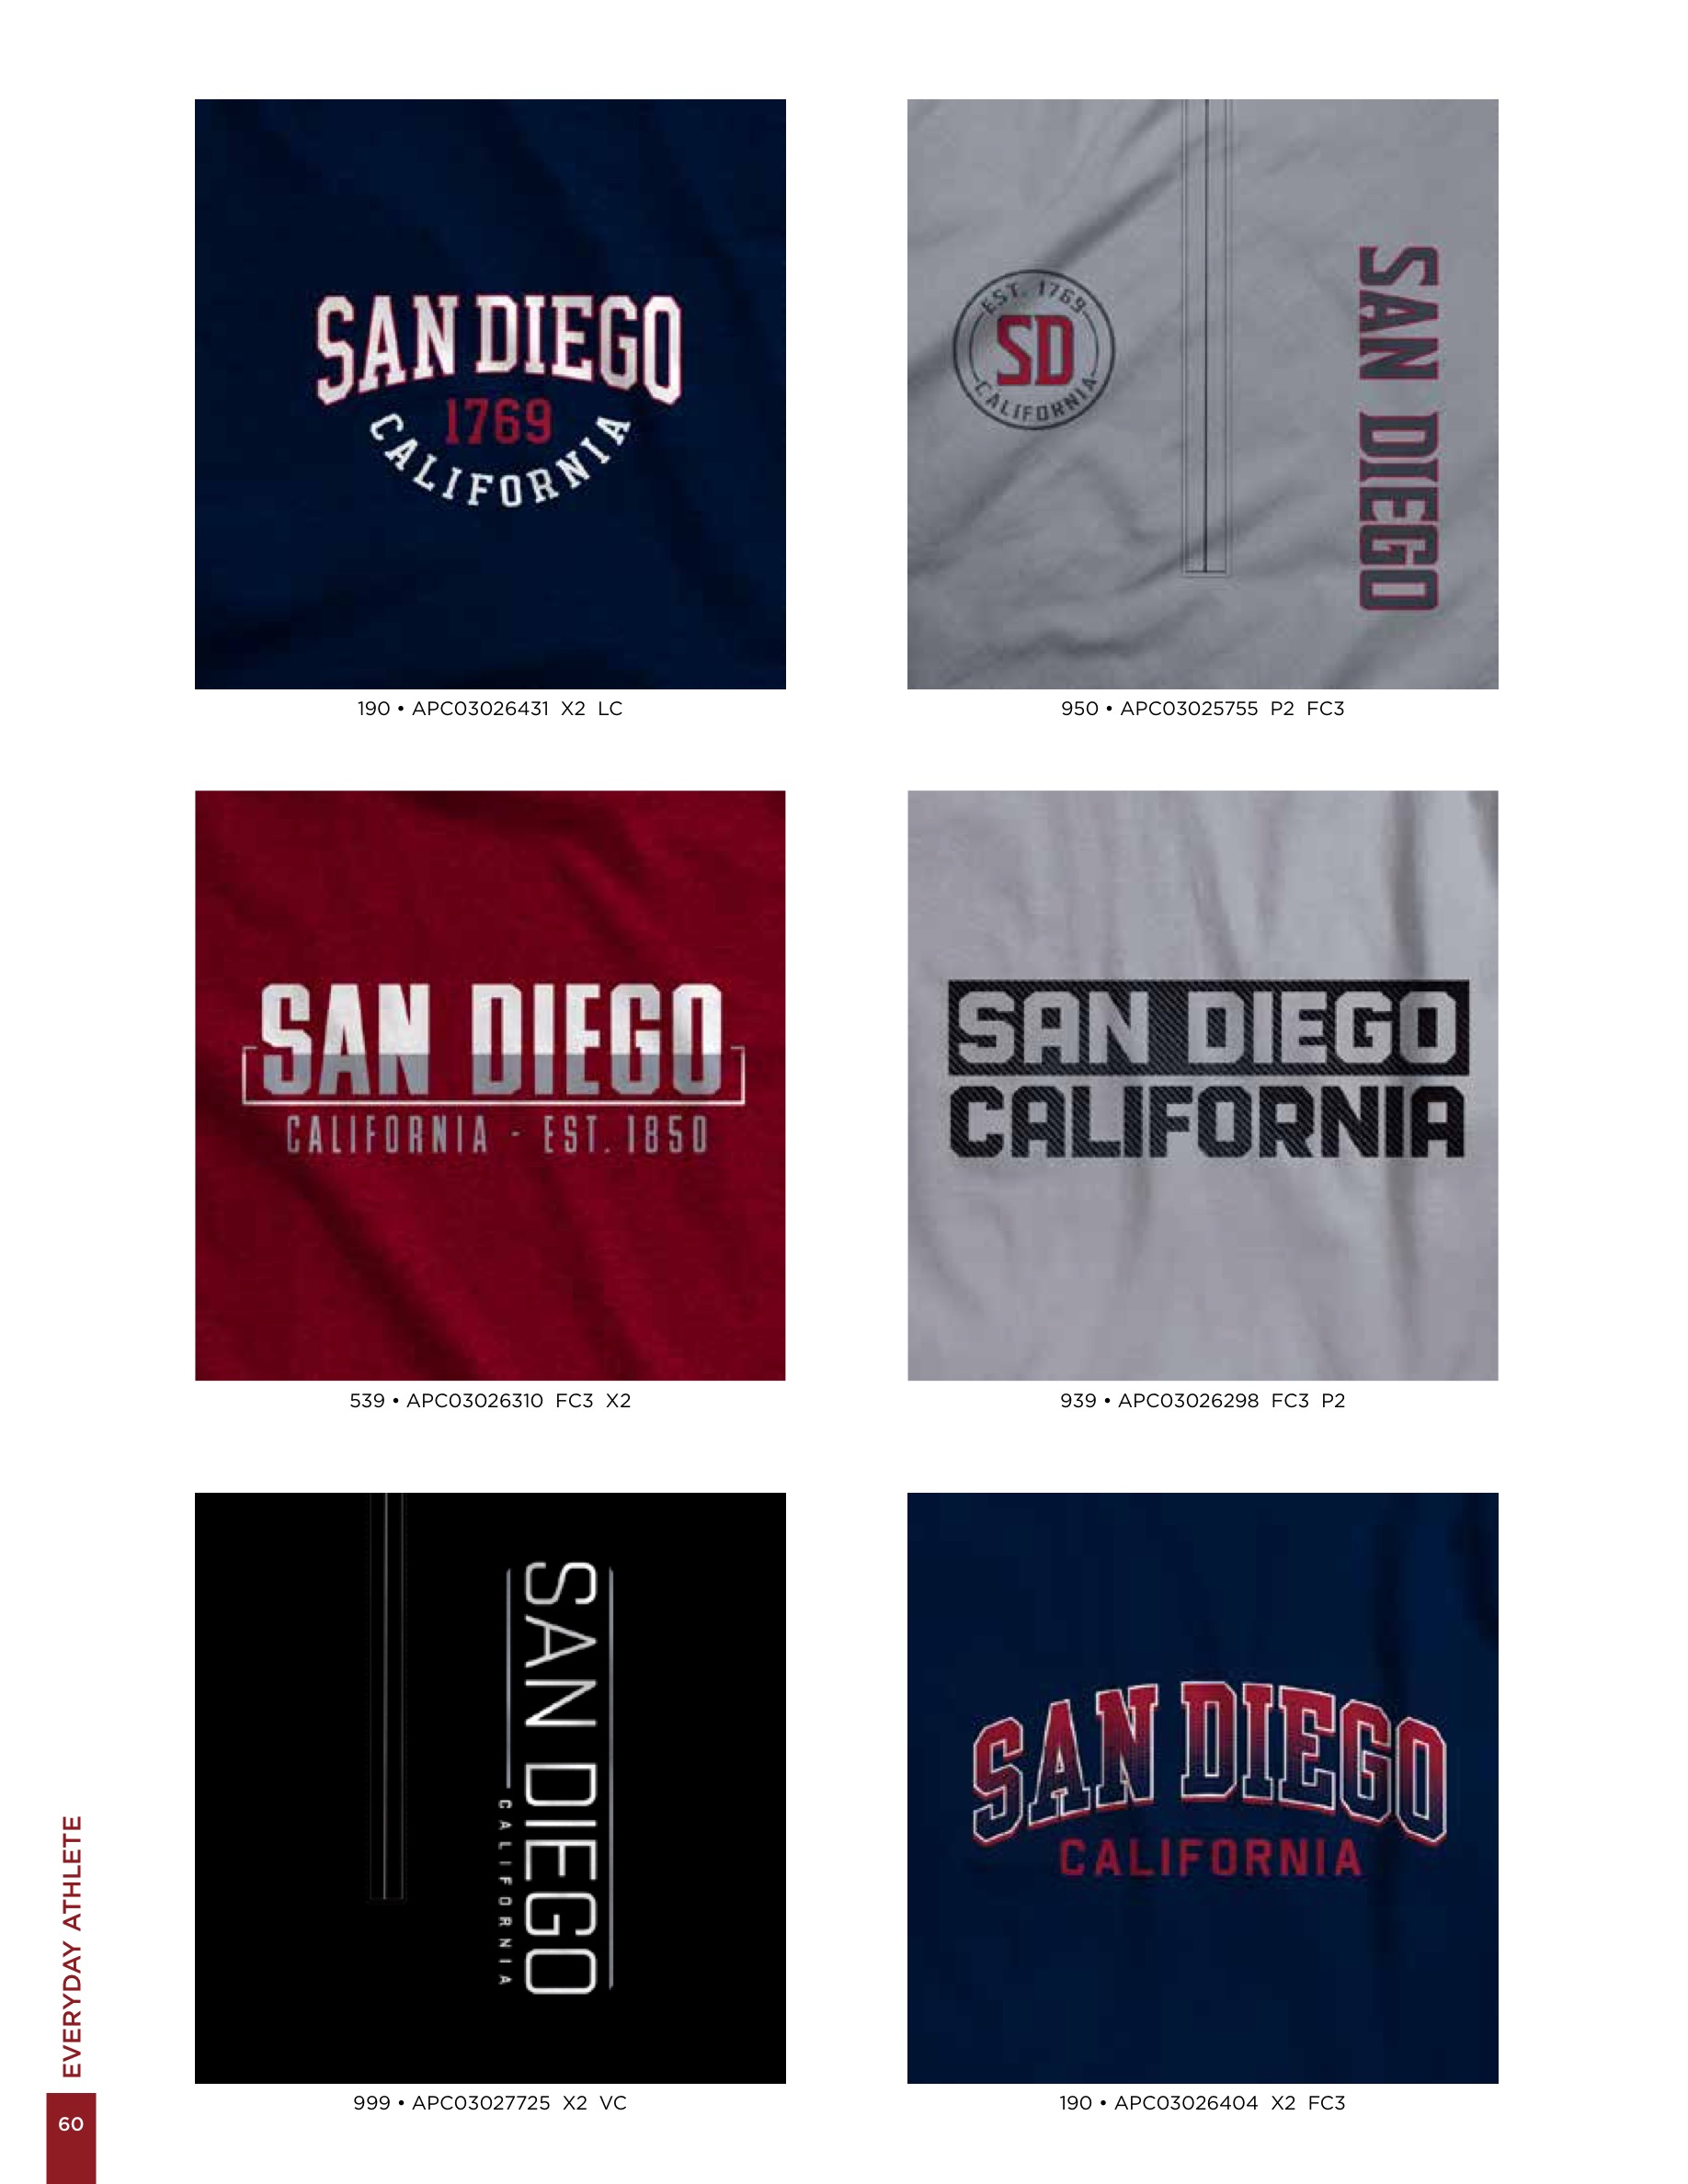 SAN DIEGO
1769
CALIFORNIA
190 • APC03026431 X2 LC
EST. 1769
SD
CALIFORNIA
SAN DIEGO
950 • APC03025755 P2 FC3
SAN DIEGO
CALIFORNIA - EST. 1850
539 • APC03026310 FC3 X2
SAN DIEGO
CALIFORNIA
939 • APC03026298 FC3 P2
SAN DIEGO
CALIFORNIA
999 • APC03027725 X2 VC
SAN DIEGO
CALIFORNIA
190 • APC03026404 X2 FC3
EVERYDAY ATHLETE
60